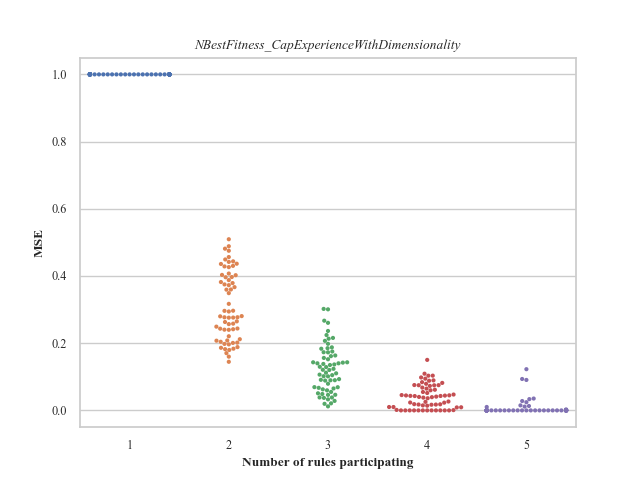 NBestFitness_CapExperienceWithDimensionality
1.0
0.8
0.6
0.4
0.2
0.0
MSE
1 2 3 4 5
Number of rules participating